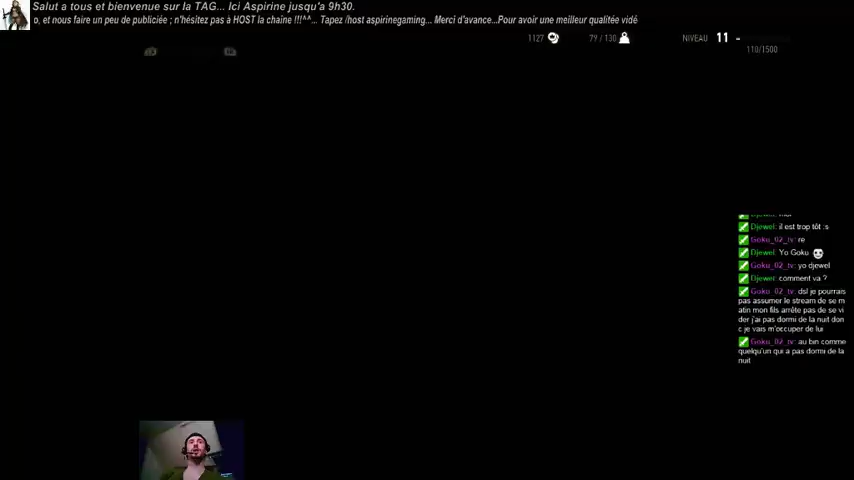 Salut a tous et bienvenue sur la TAG... Ici Aspirine jusqu'a 9h30.
o, et nous faire un peu de publiciée ; n'hésitez pas à HOST la chaîne !!!^^... Tapez /host aspirinegaming... Merci d'avance...Pour avoir une meilleur qualitée vidé
1127 79 / 130 NIVEAU 11
110/1500
Djewel: il est trop tôt :s
Goku_02_tv: re
Djewel: Yo Goku
Goku_02_tv: yo djewel
Djewel: comment va ?
Goku_02_tv: dsl je pourrais
pas assumer le stream de se m
atin mon fils arrête pas de se vi
der j'ai pas dormi de la nuit don
c je vais m'occuper de lui
Goku_02_tv: au bin comme
quelqu'un qui a pas dormi de la
nuit